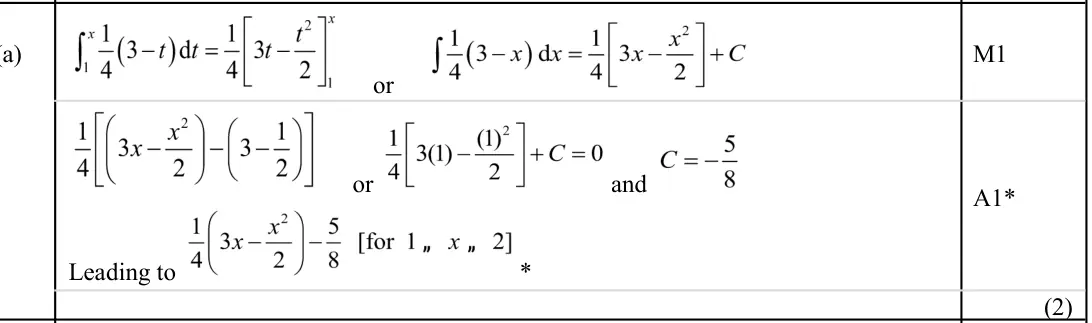 (a) ∫₁ˣ 1/4 (3 − t) dt = 1/4 [3t − t²/2]₁ˣ or ∫ 1/4 (3 − x) dx = 1/4 [3x − x²/2] + C M1
1/4 [(3x − x²/2) − (3 − 1/2)] or 1/4 [3(1) − (1)²/2] + C = 0 and C = −5/8
A1*
Leading to 1/4 (3x − x²/2) − 5/8 [for 1 „ x „ 2] *
(2)